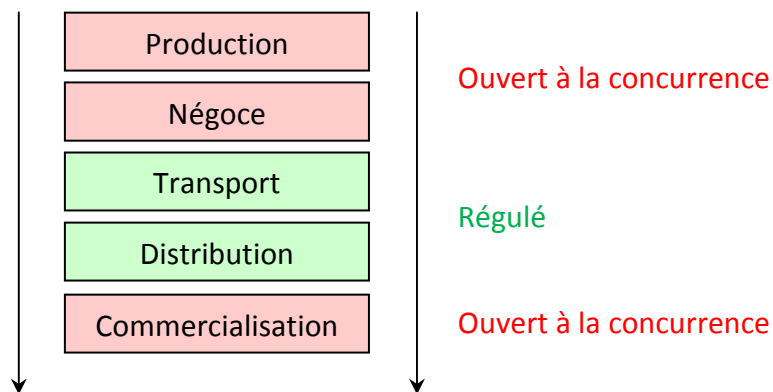 Production
Ouvert à la concurrence
Négoce
Transport
Régulé
Distribution
Commercialisation
Ouvert à la concurrence